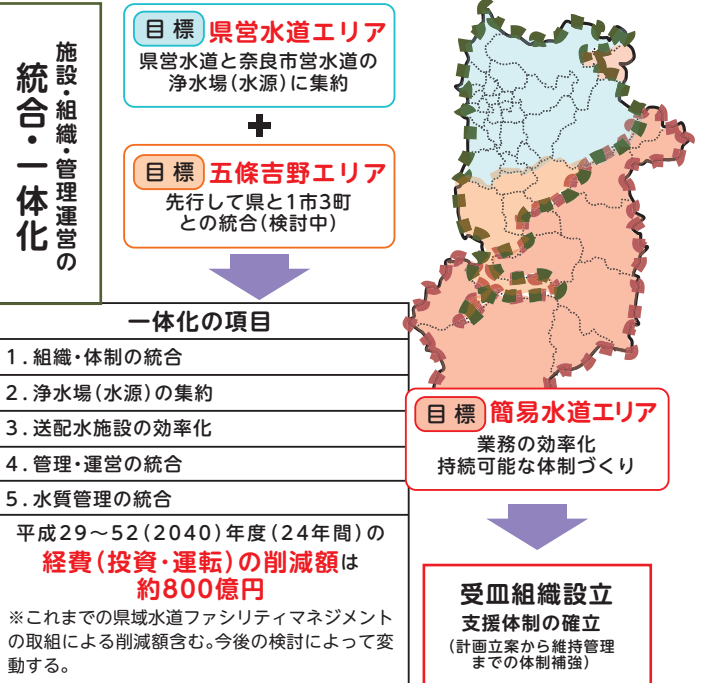 施設・組織・管理運営の
統合・一体化
目標 県営水道エリア
県営水道と奈良市営水道の
浄水場(水源)に集約
+
目標 五條吉野エリア
先行して県と1市3町
との統合(検討中)
一体化の項目
1.組織・体制の統合
2.浄水場(水源)の集約
3.送配水施設の効率化
4.管理・運営の統合
5.水質管理の統合
平成29～52(2040)年度(24年間)の
経費(投資・運転)の削減額は
約800億円
※これまでの県域水道ファシリティマネジメント
の取組による削減額含む。今後の検討によって変
動する。
目標 簡易水道エリア
業務の効率化
持続可能な体制づくり
受皿組織設立
支援体制の確立
(計画立案から維持管理
までの体制補強)